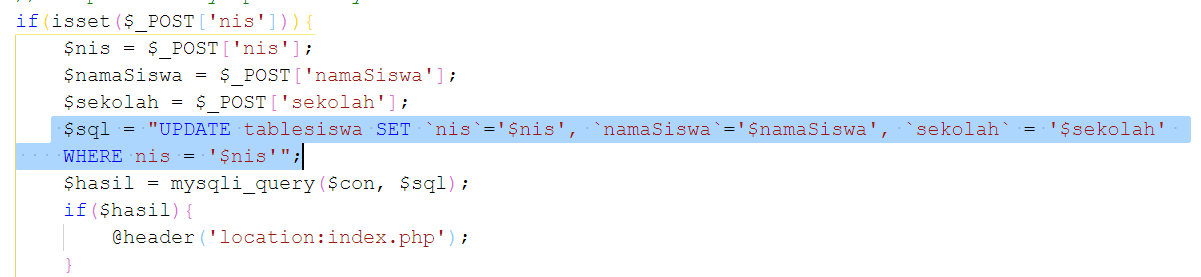 if(isset($_POST['nis'])){
$nis = $_POST['nis'];
$namaSiswa = $_POST['namaSiswa'];
$sekolah = $_POST['sekolah'];
$sql = "UPDATE tablesiswa SET `nis`='$nis', `namaSiswa`='$namaSiswa', `sekolah` = '$sekolah'
WHERE nis = '$nis'";
$hasil = mysqli_query($con, $sql);
if($hasil){
@header('location:index.php');
}